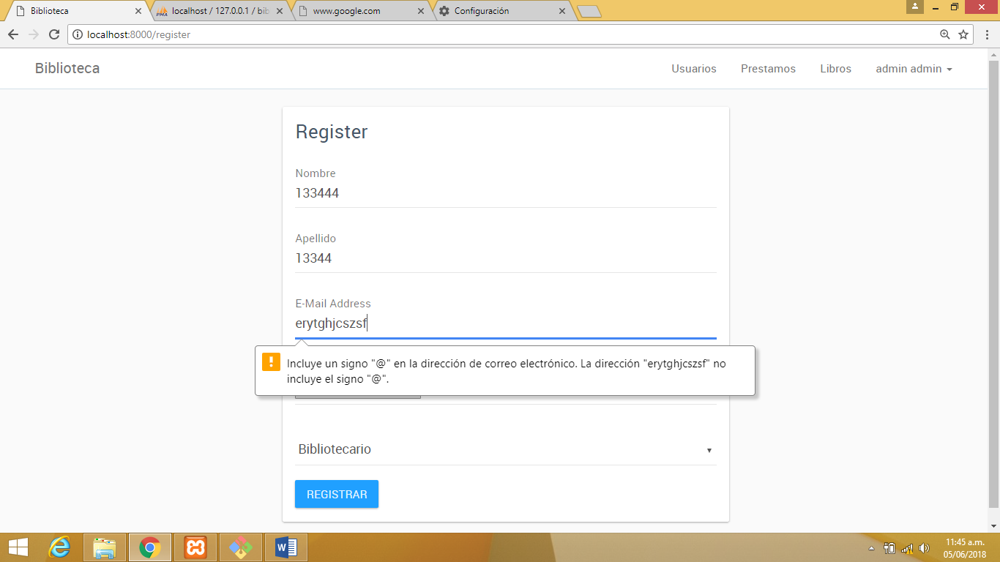 Biblioteca
localhost / 127.0.0.1 / bib
www.google.com
Configuración
localhost:8000/register
Biblioteca
Usuarios
Prestamos
Libros
admin admin
Register
Nombre
133444
Apellido
13344
E-Mail Address
erytghjcszsf
Incluye un signo "@" en la dirección de correo electrónico. La dirección "erytghjcszsf" no
incluye el signo "@".
Bibliotecario
REGISTRAR
11:45 a.m.
05/06/2018